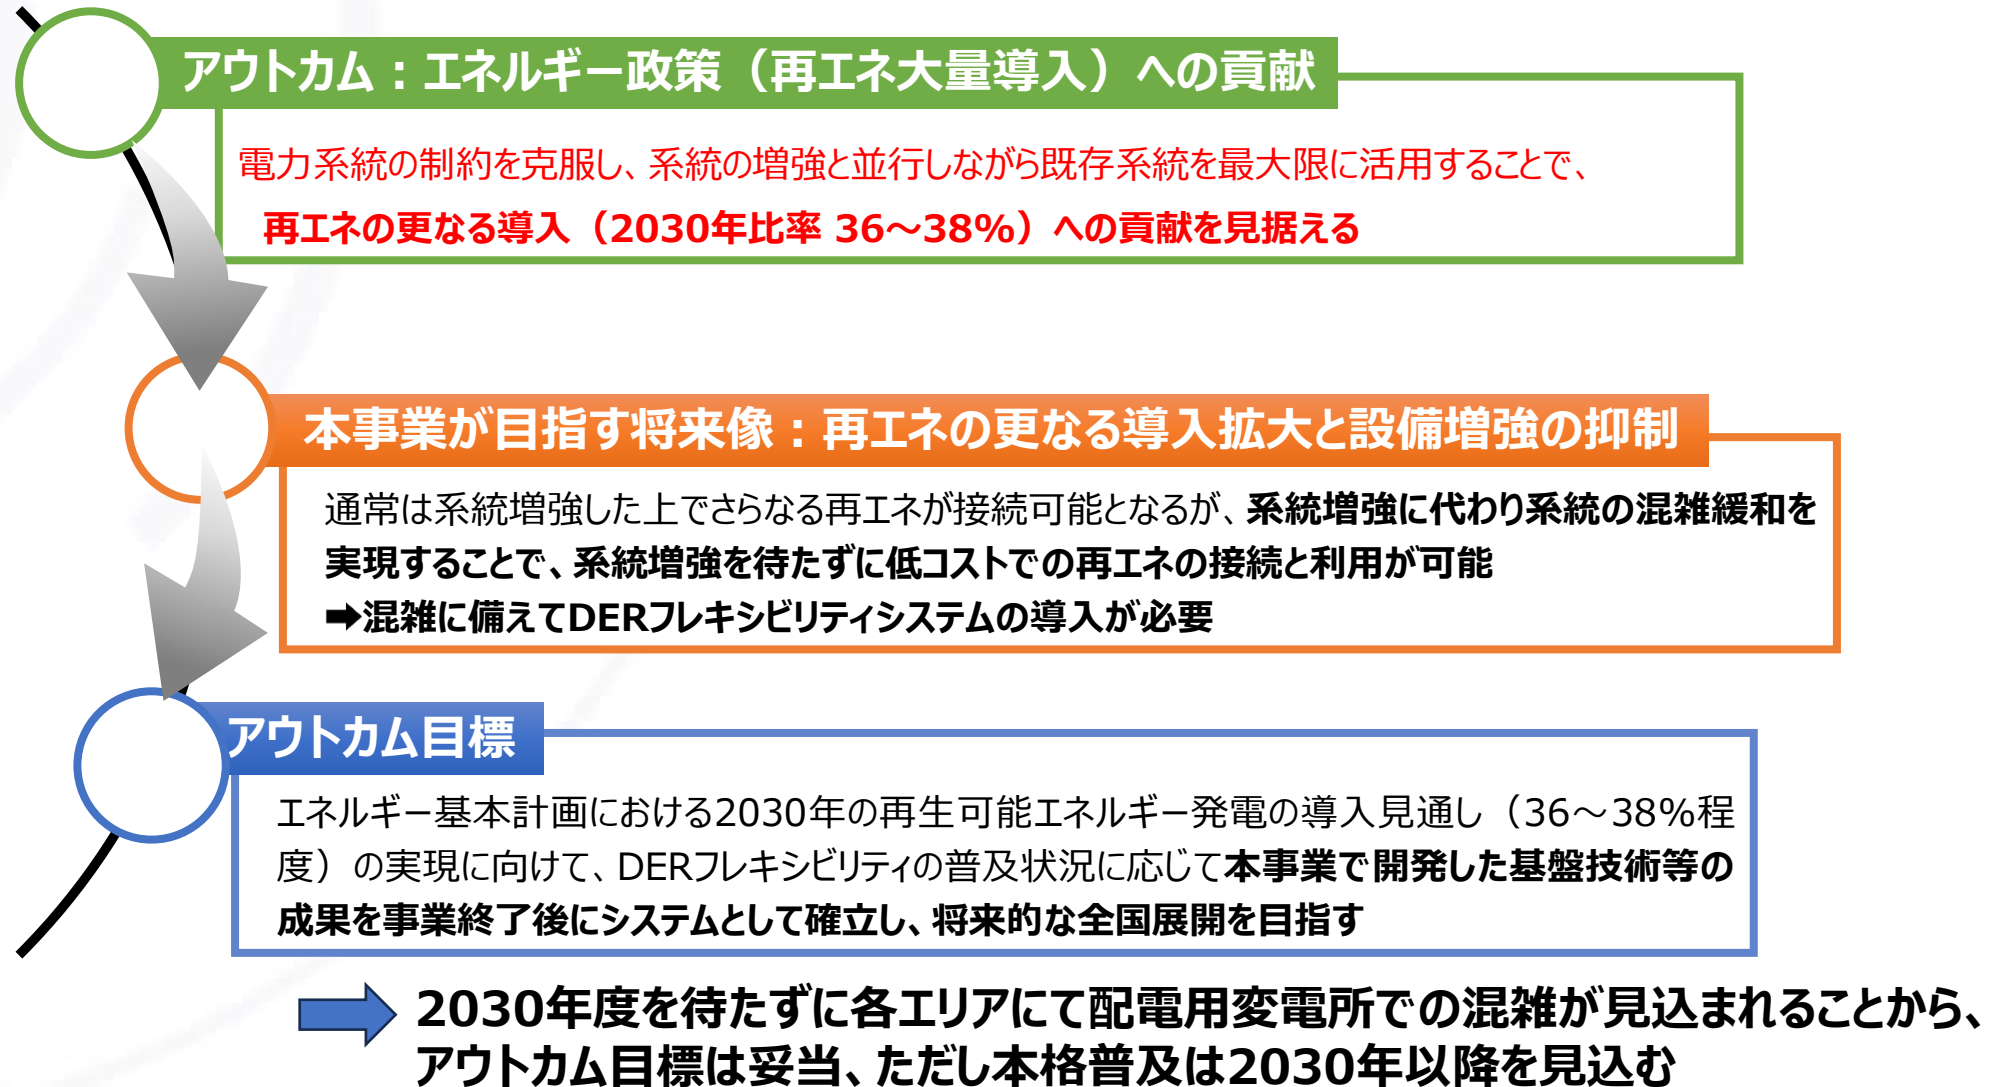 アウトカム：エネルギー政策（再エネ大量導入）への貢献
電力系統の制約を克服し、系統の増強と並行しながら既存系統を最大限に活用することで、
再エネの更なる導入（2030年比率 36～38%）への貢献を見据える
本事業が目指す将来像：再エネの更なる導入拡大と設備増強の抑制
通常は系統増強した上でさらなる再エネが接続可能となるが、系統増強に代わり系統の混雑緩和を
実現することで、系統増強を待たずに低コストでの再エネの接続と利用が可能
➡混雑に備えてDERフレキシビリティシステムの導入が必要
アウトカム目標
エネルギー基本計画における2030年の再生可能エネルギー発電の導入見通し（36～38%程
度）の実現に向けて、DERフレキシビリティの普及状況に応じて本事業で開発した基盤技術等の
成果を事業終了後にシステムとして確立し、将来的な全国展開を目指す
2030年度を待たずに各エリアにて配電用変電所での混雑が見込まれることから、
アウトカム目標は妥当、ただし本格普及は2030年以降を見込む